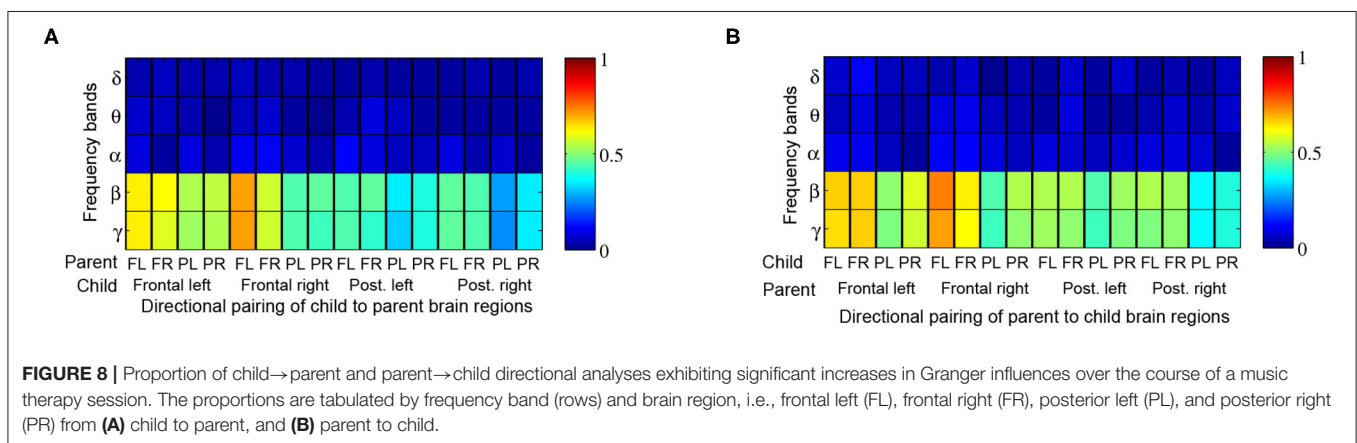 A
B
Frequency bands
δ
θ
α
β
γ
1
0.5
0
Parent FL FR PL PR FL FR PL PR FL FR PL PR FL FR PL PR
Child Frontal left Frontal right Post. left Post. right
Directional pairing of child to parent brain regions
Frequency bands
δ
θ
α
β
γ
1
0.5
0
Child FL FR PL PR FL FR PL PR FL FR PL PR FL FR PL PR
Parent Frontal left Frontal right Post. left Post. right
Directional pairing of parent to child brain regions
FIGURE 8 | Proportion of child→parent and parent→child directional analyses exhibiting significant increases in Granger influences over the course of a music
therapy session. The proportions are tabulated by frequency band (rows) and brain region, i.e., frontal left (FL), frontal right (FR), posterior left (PL), and posterior right
(PR) from (A) child to parent, and (B) parent to child.